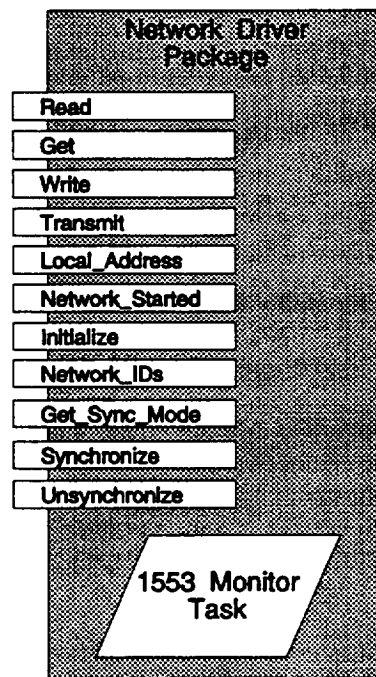 Network Driver
Package
Read
Get
Write
Transmit
Local_Address
Network_Started
Initialize
Network_IDs
Get_Sync_Mode
Synchronize
Unsynchronize
1553 Monitor
Task